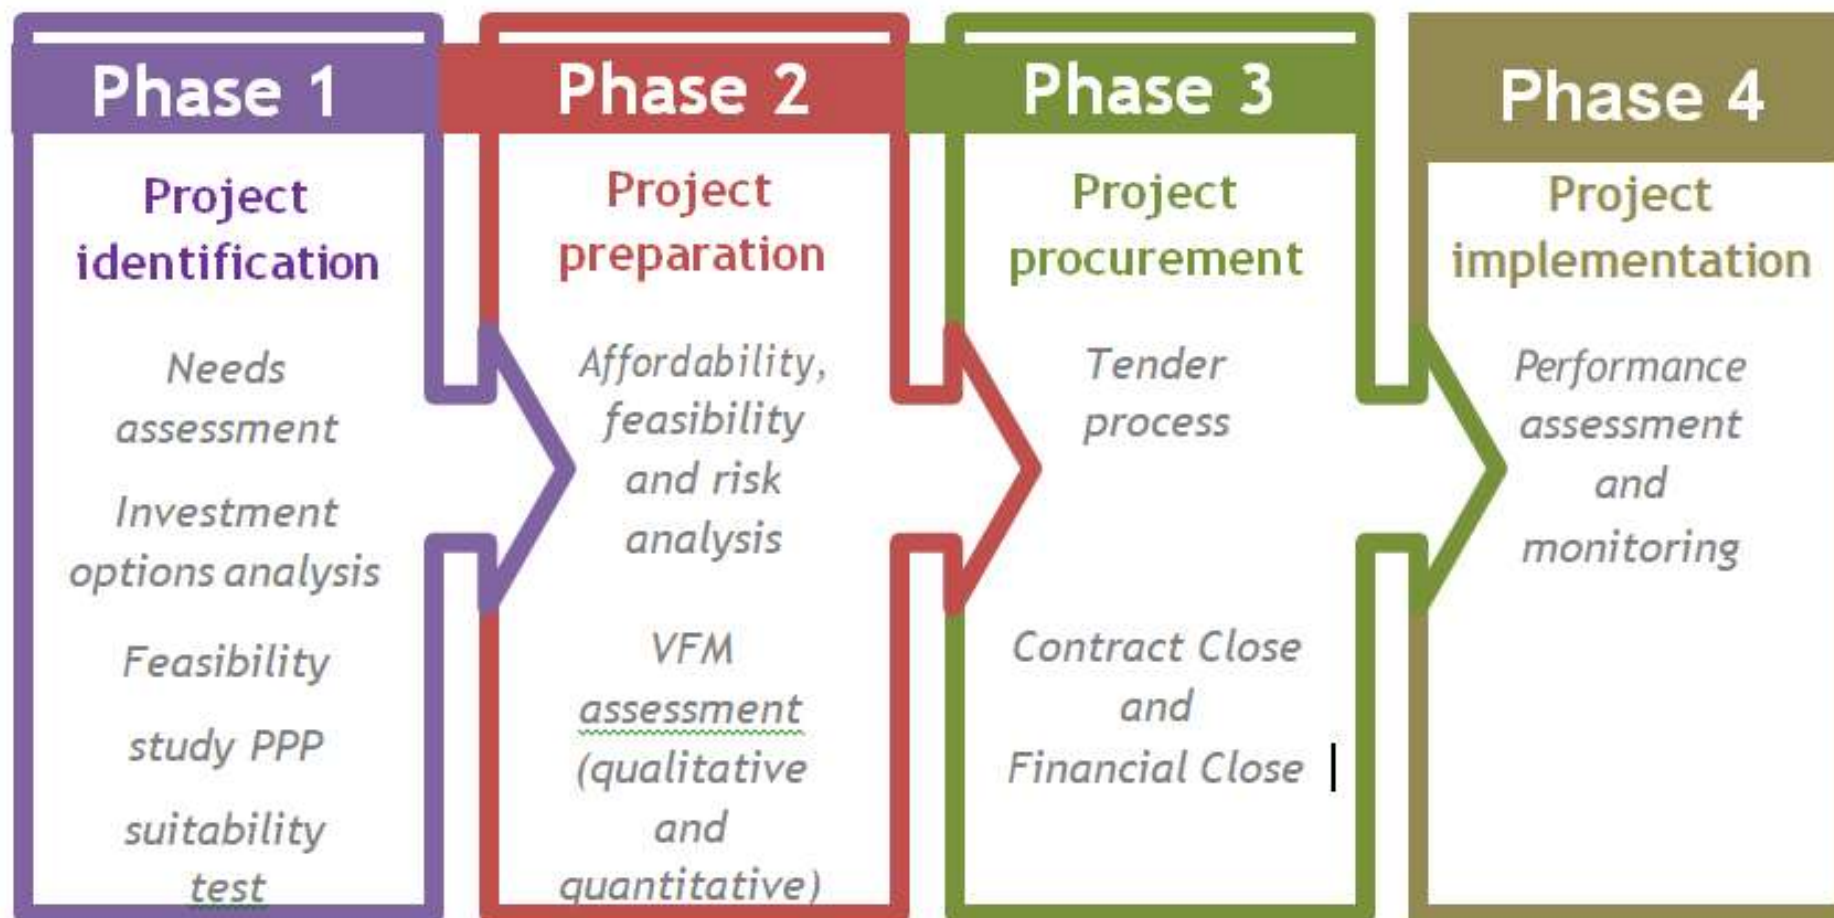 Phase 1
Project
identification
Needs
assessment
Investment
options analysis
Feasibility
study PPP
suitability
test
Phase 2
Project
preparation
Affordability,
feasibility
and risk
analysis
VFM
assessment
(qualitative
and
quantitative)
Phase 3
Project
procurement
Tender
process
Contract Close
and
Financial Close
Phase 4
Project
implementation
Performance
assessment
and
monitoring